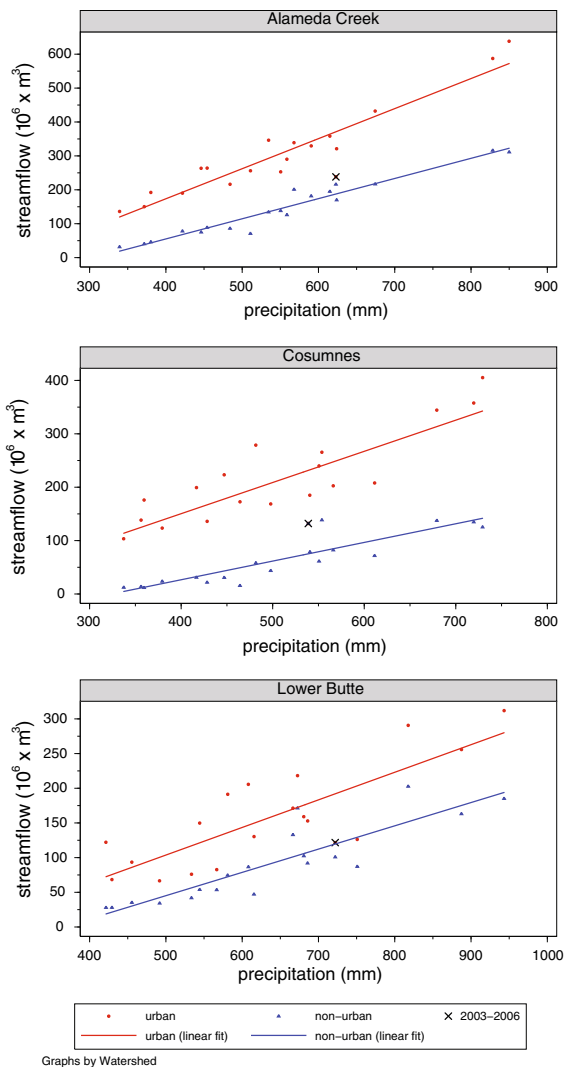 Alameda Creek
600
500
400
300
200
100
0
streamflow (10⁶ x m³)
300 400 500 600 700 800 900
precipitation (mm)
Cosumnes
400
300
200
100
0
streamflow (10⁶ x m³)
300 400 500 600 700 800
precipitation (mm)
Lower Butte
300
250
200
150
100
50
0
streamflow (10⁶ x m³)
400 500 600 700 800 900 1000
precipitation (mm)
urban non−urban 2003−2006
urban (linear fit) non−urban (linear fit)
Graphs by Watershed